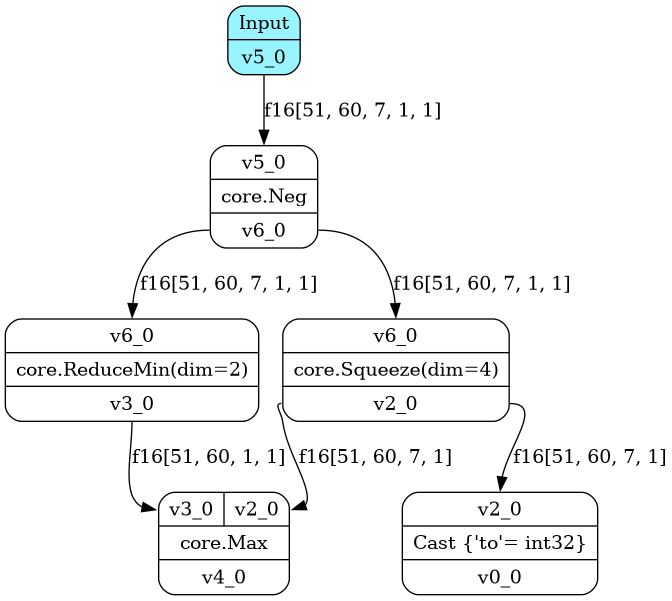 Input
v5_0
f16[51, 60, 7, 1, 1]
v5_0
core.Neg
v6_0
f16[51, 60, 7, 1, 1]
f16[51, 60, 7, 1, 1]
v6_0
core.ReduceMin(dim=2)
v3_0
v6_0
core.Squeeze(dim=4)
v2_0
f16[51, 60, 1, 1]
f16[51, 60, 7, 1]
f16[51, 60, 7, 1]
v3_0
v2_0
core.Max
v4_0
v2_0
Cast {'to'= int32}
v0_0